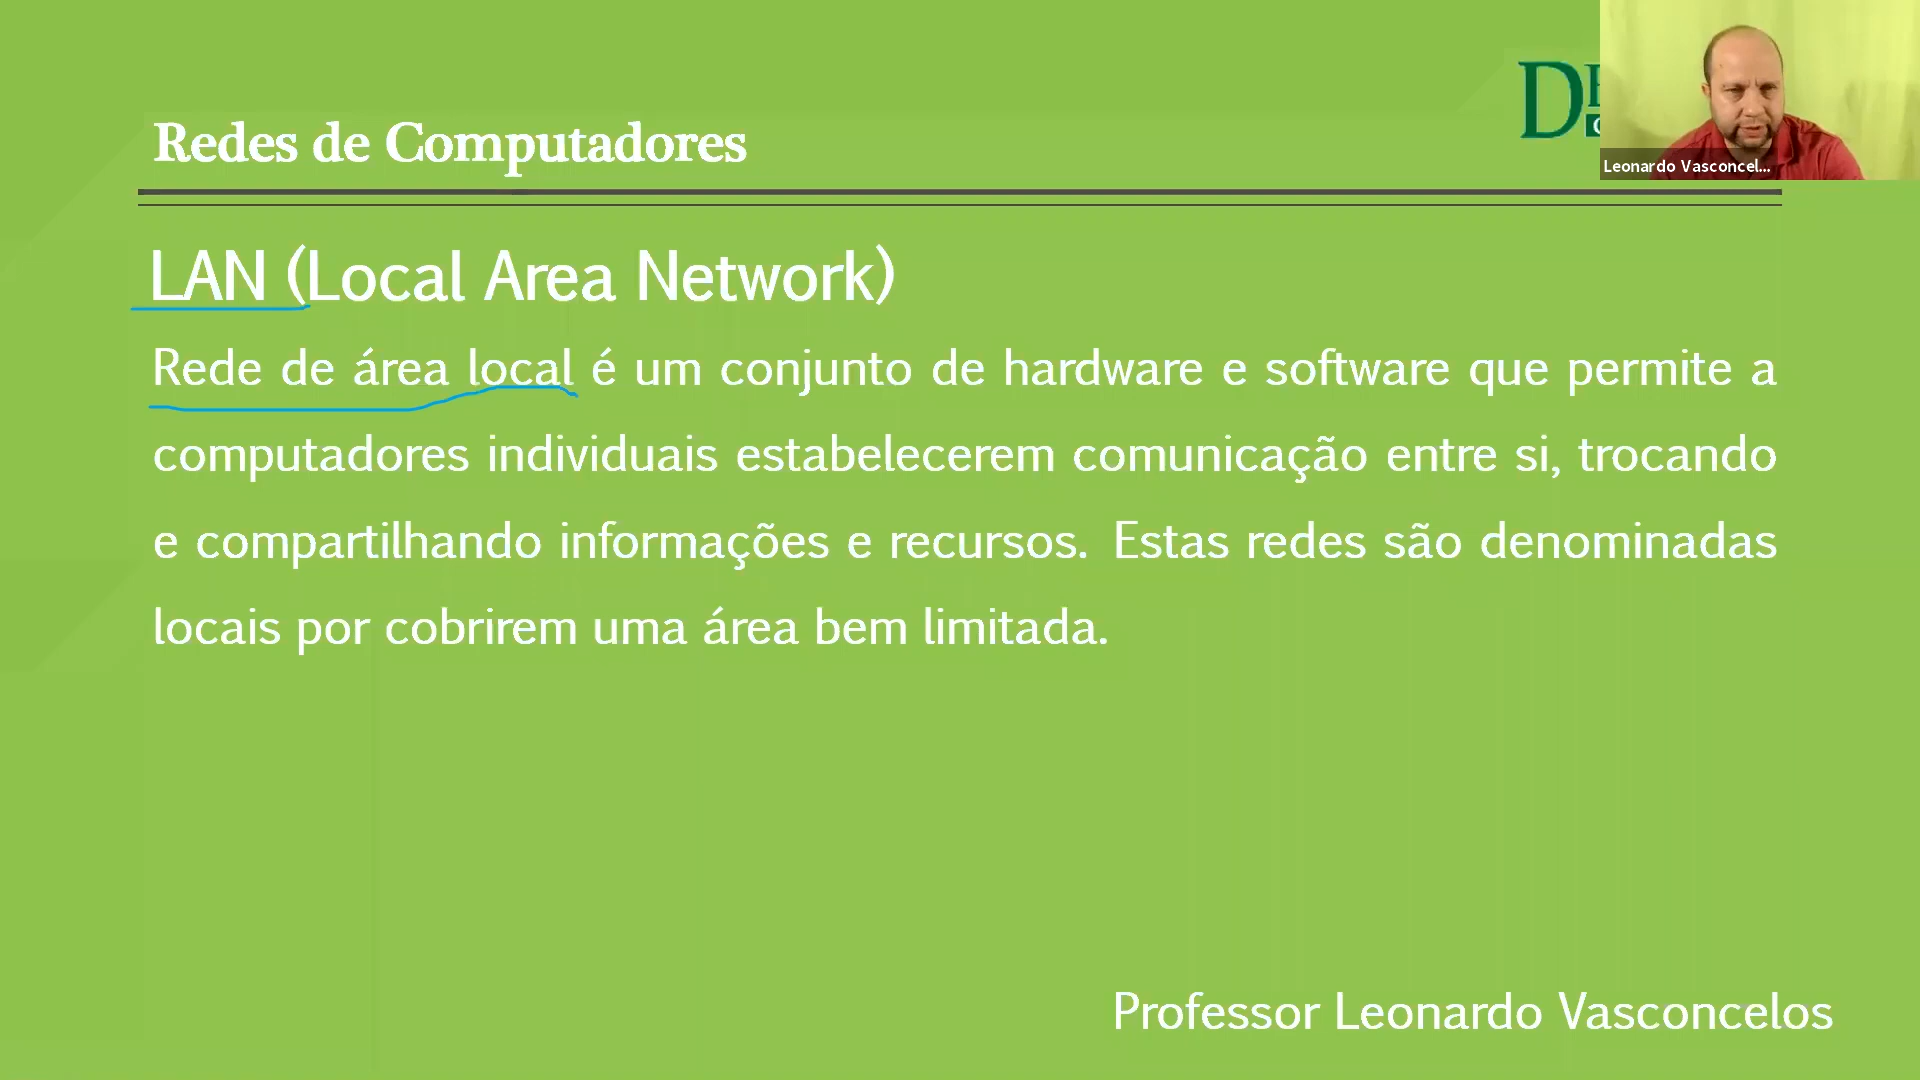 Redes de Computadores
Leonardo Vasconcel...
LAN (Local Area Network)
Rede de área local é um conjunto de hardware e software que permite a
computadores individuais estabelecerem comunicação entre si, trocando
e compartilhando informações e recursos. Estas redes são denominadas
locais por cobrirem uma área bem limitada.
Professor Leonardo Vasconcelos